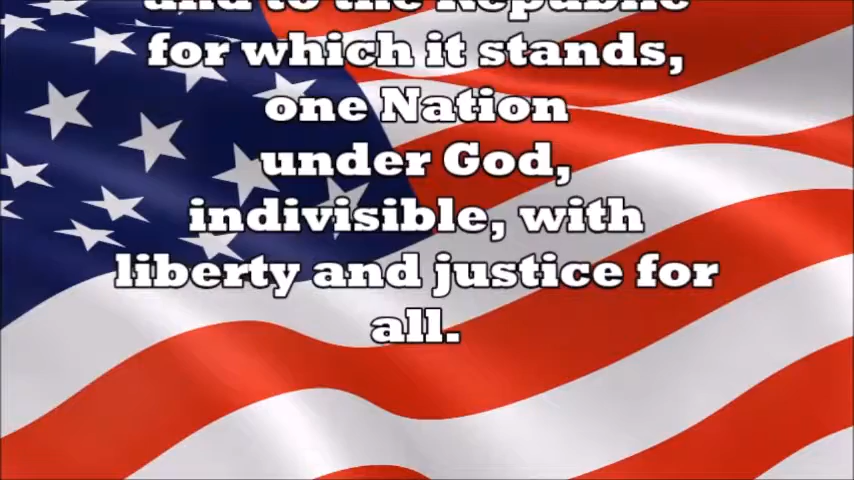 and to the Republic
for which it stands,
one Nation
under God,
indivisible, with
liberty and justice for
all.